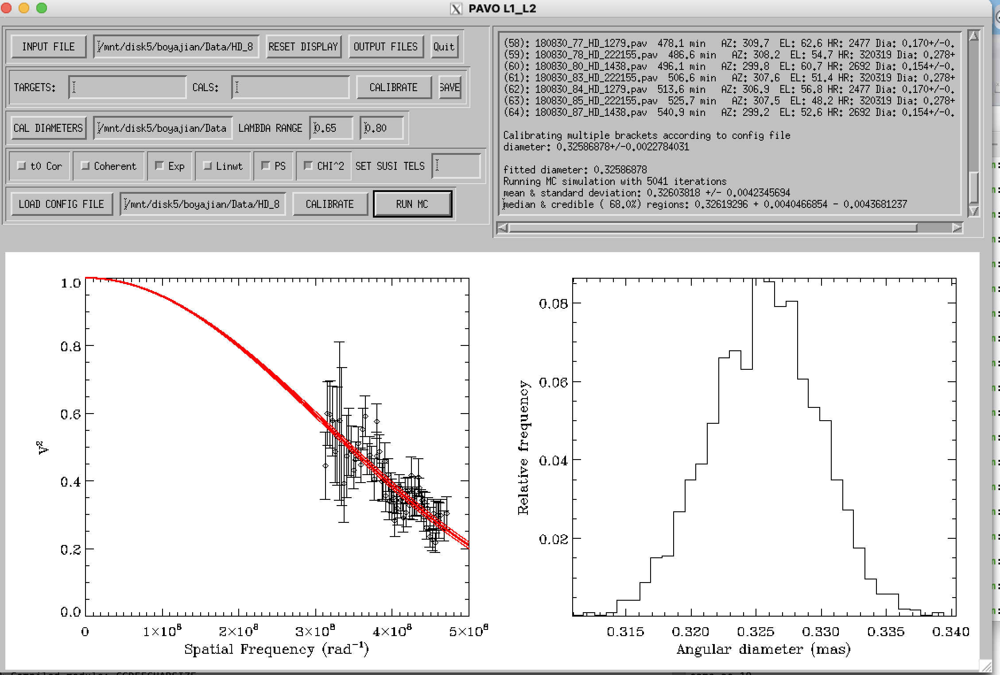 PAVO L1_L2
INPUT FILE /mnt/disk5/boyajian/Data/HD_8 RESET DISPLAY OUTPUT FILES Quit
TARGETS: CALS: CALIBRATE SAVE
CAL DIAMETERS /mnt/disk5/boyajian/Data LAMBDA RANGE 0.65 0.80
t0 Cor Coherent Exp Linwt PS CHI^2 SET SUSI TELS
LOAD CONFIG FILE /mnt/disk5/boyajian/Data/HD_8 CALIBRATE RUN MC
(58): 180830_77_HD_1279.pav 478.1 min AZ: 309.7 EL: 62.6 HR: 2477 Dia: 0.170+/-0.
(59): 180830_78_HD_222155.pav 486.6 min AZ: 308.2 EL: 54.7 HR: 320319 Dia: 0.278+
(60): 180830_80_HD_1438.pav 496.1 min AZ: 299.8 EL: 60.7 HR: 2692 Dia: 0.154+/-0.
(61): 180830_83_HD_222155.pav 506.6 min AZ: 307.6 EL: 51.4 HR: 320319 Dia: 0.278+
(62): 180830_84_HD_1279.pav 513.6 min AZ: 306.9 EL: 56.8 HR: 2477 Dia: 0.170+/-0.
(63): 180830_85_HD_222155.pav 525.7 min AZ: 307.5 EL: 48.2 HR: 320319 Dia: 0.278+
(64): 180830_87_HD_1438.pav 540.9 min AZ: 299.2 EL: 52.6 HR: 2692 Dia: 0.154+/-0.
Calibrating multiple brackets according to config file
diameter: 0.32586878+/-0.0022784031
fitted diameter: 0.32586878
Running MC simulation with 5041 iterations
mean & standard deviation: 0.32603818 +/- 0.0042345694
median & credible ( 68.0%) regions: 0.32619296 + 0.0040466854 - 0.0043681237
1.0
0.8
0.6
0.4
0.2
0.0
V²
0 1×10⁸ 2×10⁸ 3×10⁸ 4×10⁸ 5×10⁸
Spatial Frequency (rad⁻¹)
0.08
0.06
0.04
0.02
Relative frequency
0.315 0.320 0.325 0.330 0.335 0.340
Angular diameter (mas)